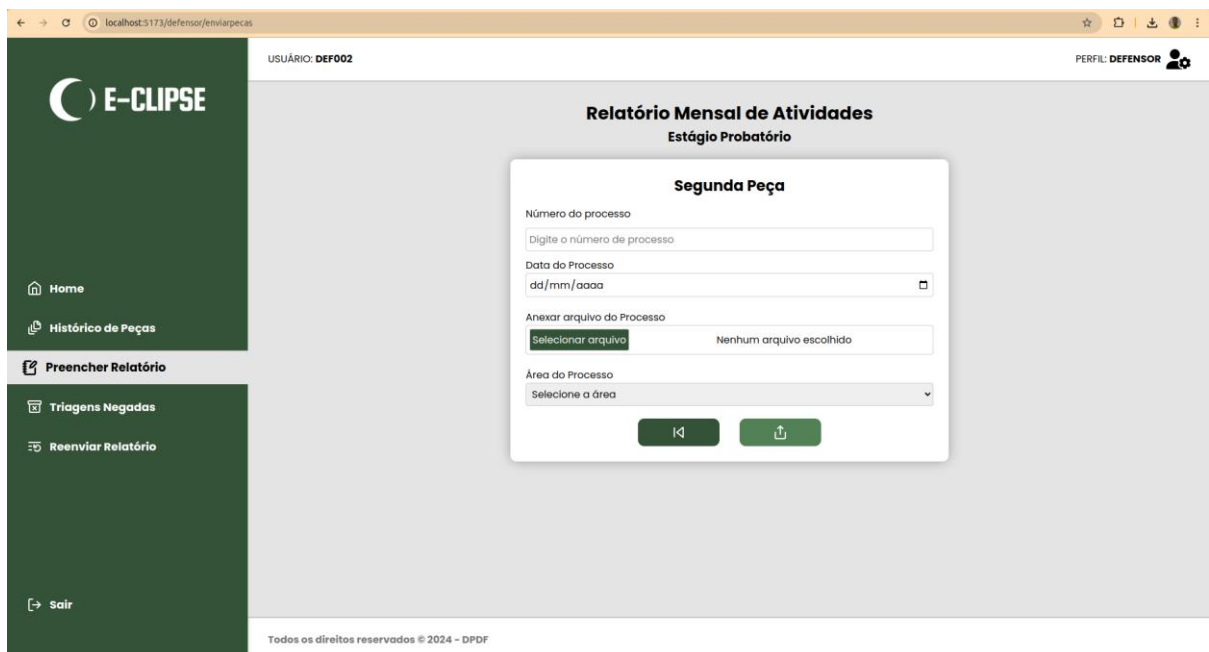 localhost:5173/defensor/enviarpecas
E-CLIPSE
USUÁRIO: DEF002
PERFIL: DEFENSOR
Home
Histórico de Peças
Preencher Relatório
Triagens Negadas
Reenviar Relatório
Sair
Relatório Mensal de Atividades
Estágio Probatório
Segunda Peça
Número do processo
Digite o número de processo
Data do Processo
dd/mm/aaaa
Anexar arquivo do Processo
Selecionar arquivo Nenhum arquivo escolhido
Área do Processo
Selecione a área
Todos os direitos reservados © 2024 - DPDF